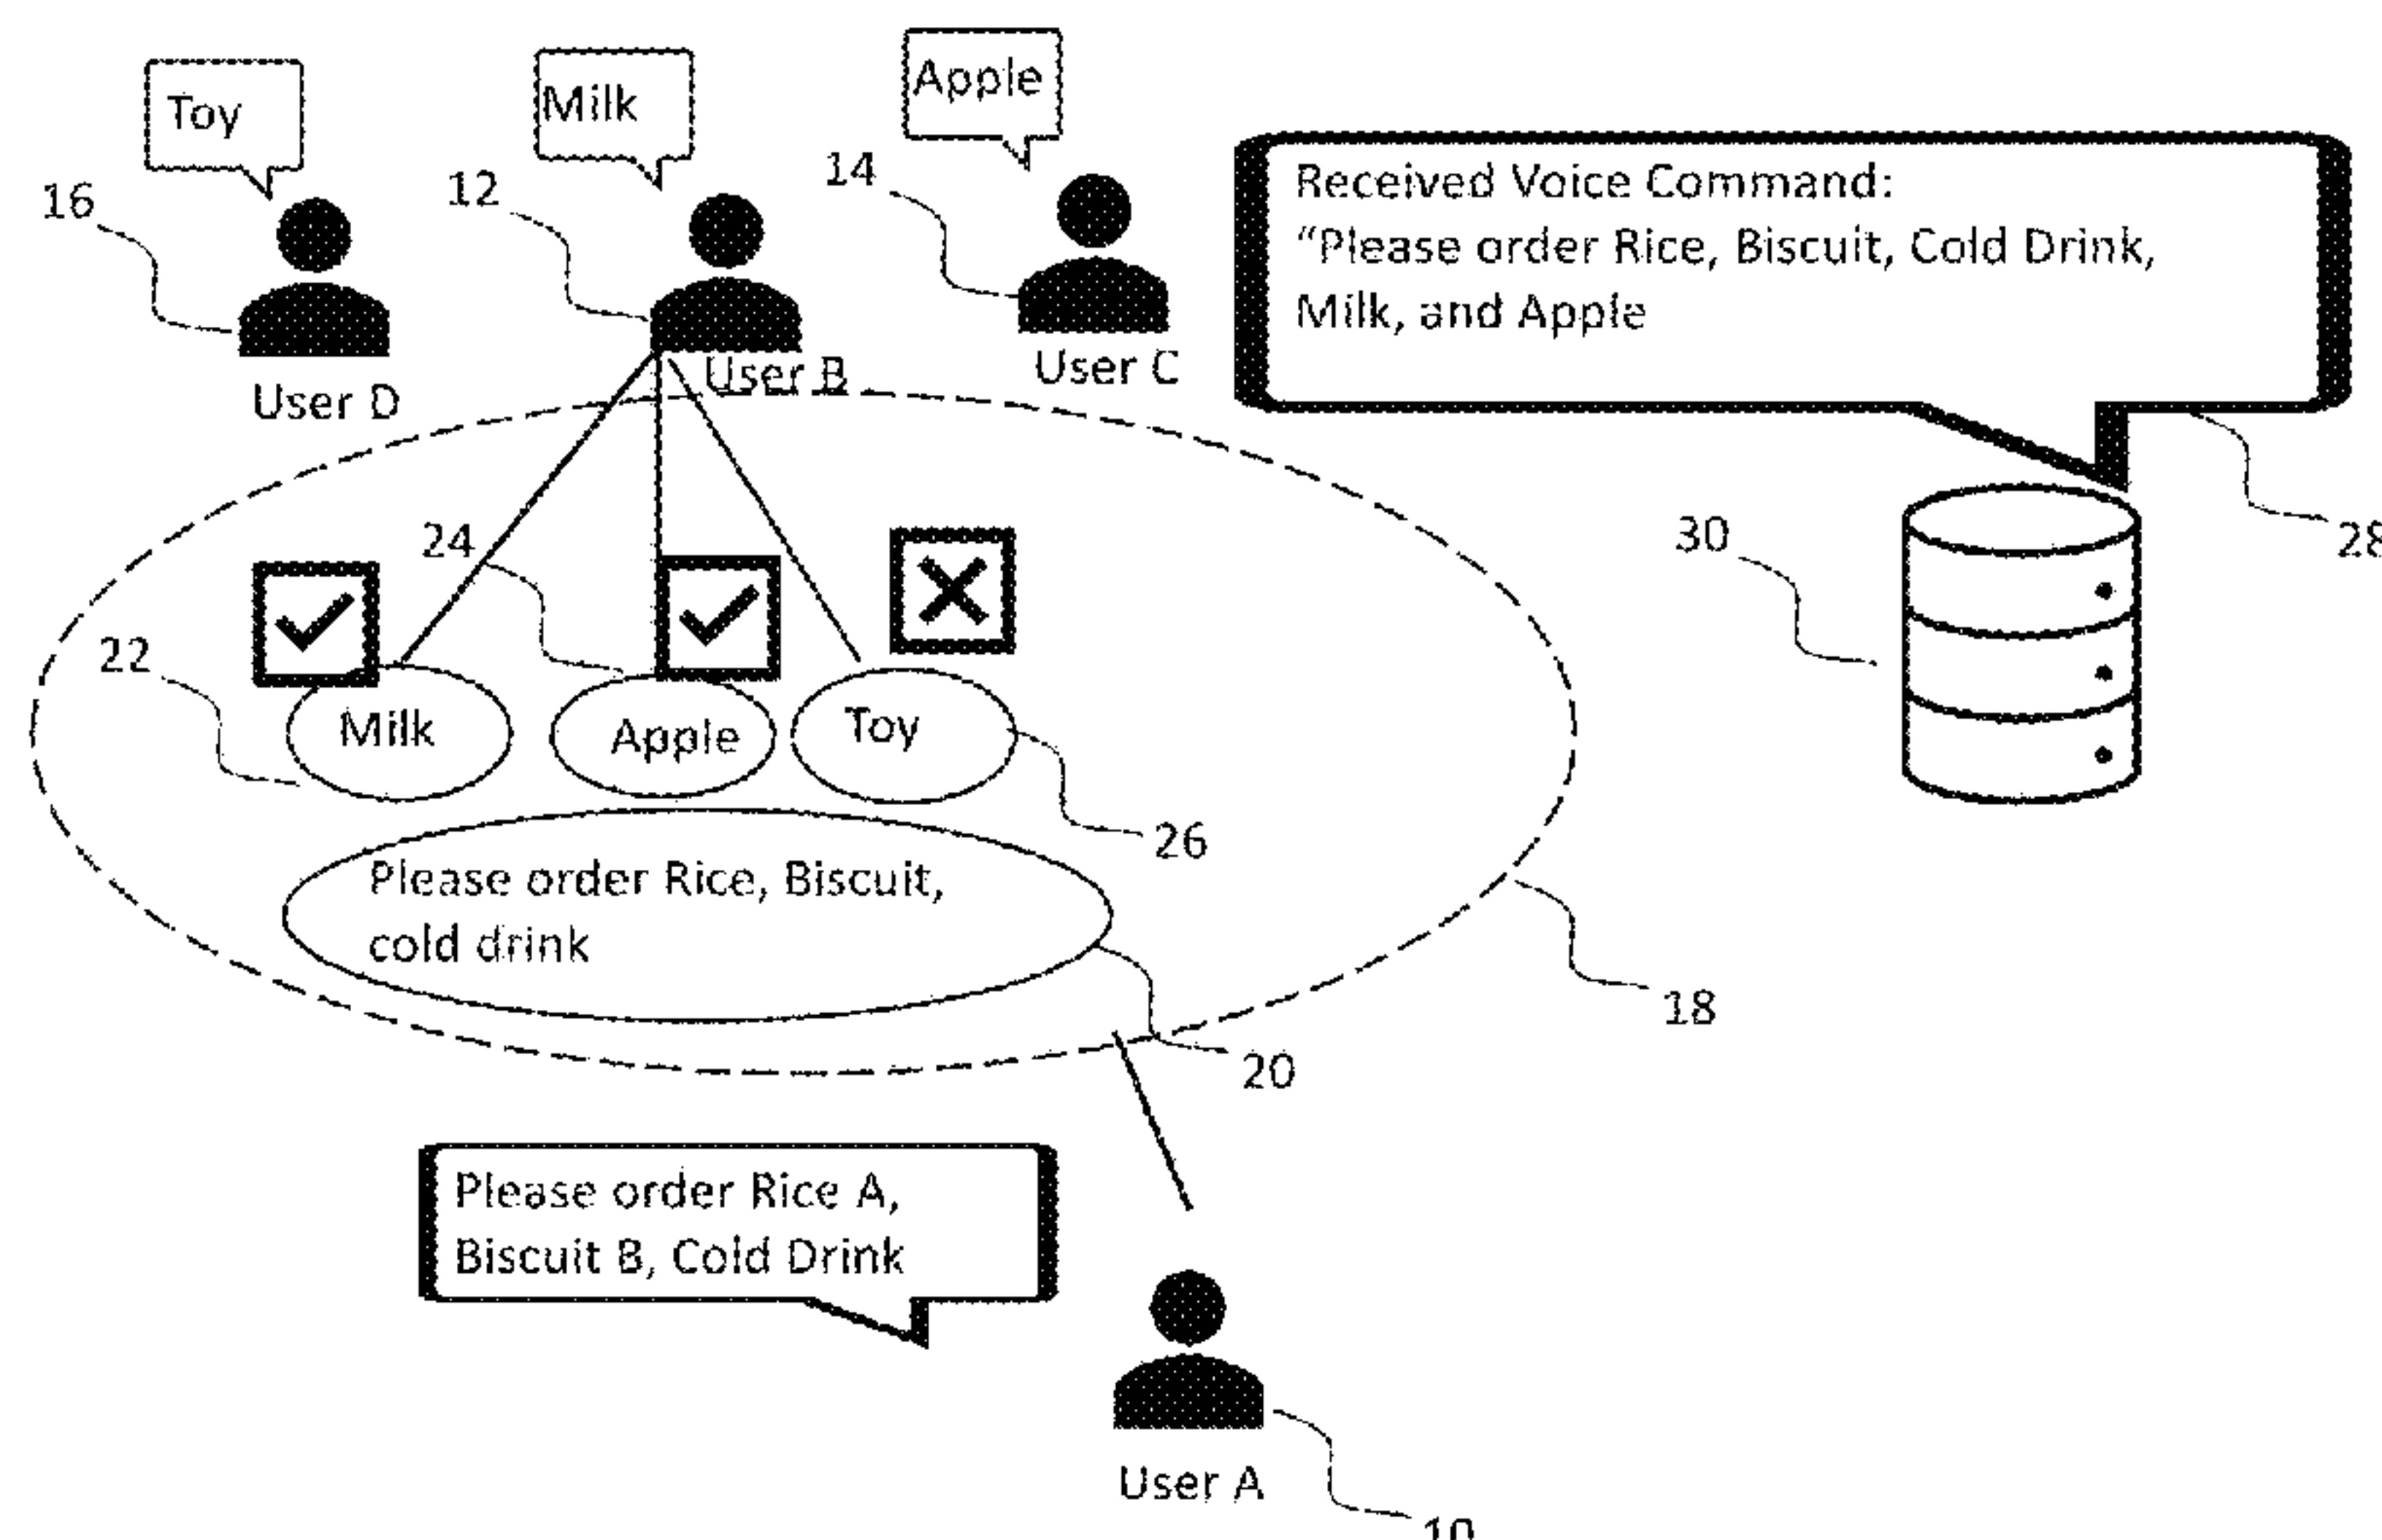 Toy
Milk
Apple
16
12
14
User D
User B
User C
Received Voice Command:
“Please order Rice, Biscuit, Cold Drink,
Milk, and Apple
28
30
24
22
Milk
Apple
Toy
26
Please order Rice, Biscuit,
cold drink
18
20
Please order Rice A,
Biscuit B, Cold Drink
User A
10